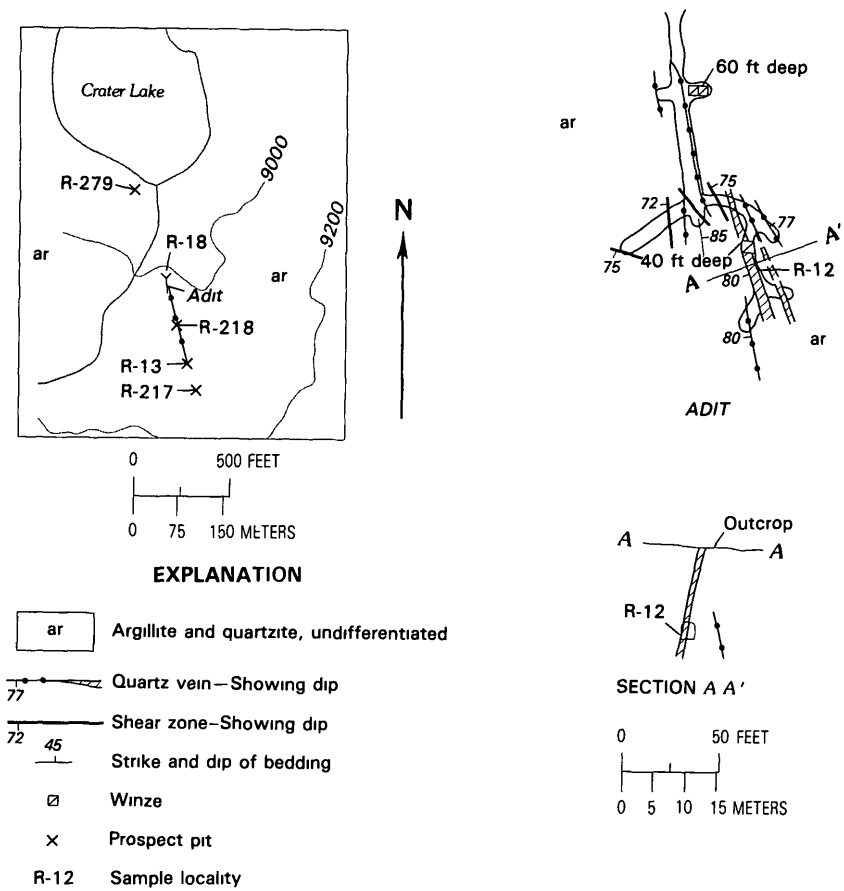 Crater Lake
R-279
9000
9200
R-18
ar
ar
Adit
R-218
R-13
R-217
N
0 500 FEET
0 75 150 METERS
60 ft deep
ar
75
72
77
85
A'
75
40 ft deep
80
R-12
A
80
ar
ADIT
Outcrop
A A
R-12
SECTION A A'
0 50 FEET
0 5 10 15 METERS
EXPLANATION
ar Argillite and quartzite, undifferentiated
77 Quartz vein—Showing dip
72 Shear zone—Showing dip
45 Strike and dip of bedding
Winze
Prospect pit
R-12 Sample locality